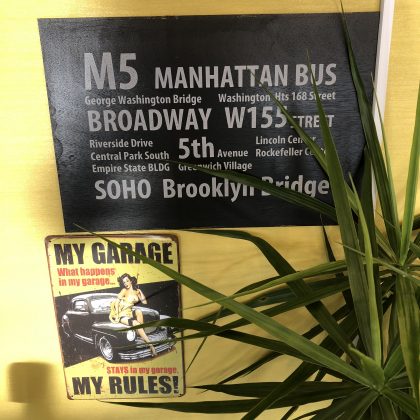 M5 MANHATTAN BUS
George Washington Bridge Washington Hts 168 Street
BROADWAY W155 STREET
Riverside Drive Lincoln Center
Central Park South 5th Avenue Rockefeller Center
Empire State BLDG Greenwich Village
SOHO Brooklyn Bridge
MY GARAGE
What happens
in my garage...
STAYS in my garage.
MY RULES!